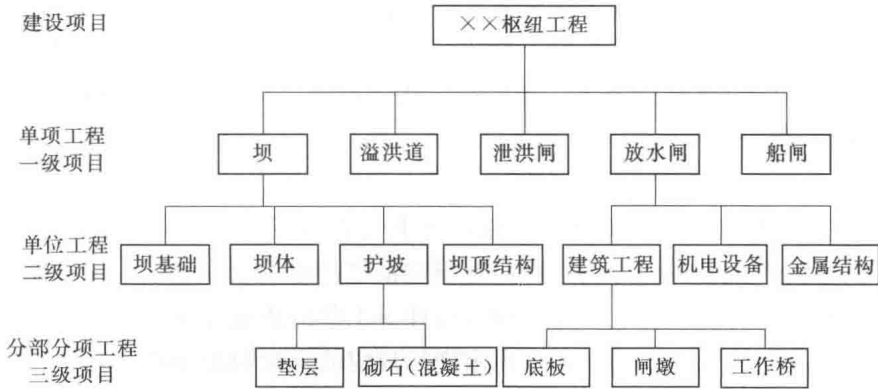 建设项目
××枢纽工程
单项工程
一级项目
坝
溢洪道
泄洪闸
放水闸
船闸
单位工程
二级项目
坝基础
坝体
护坡
坝顶结构
建筑工程
机电设备
金属结构
分部分项工程
三级项目
垫层
砌石(混凝土)
底板
闸墩
工作桥